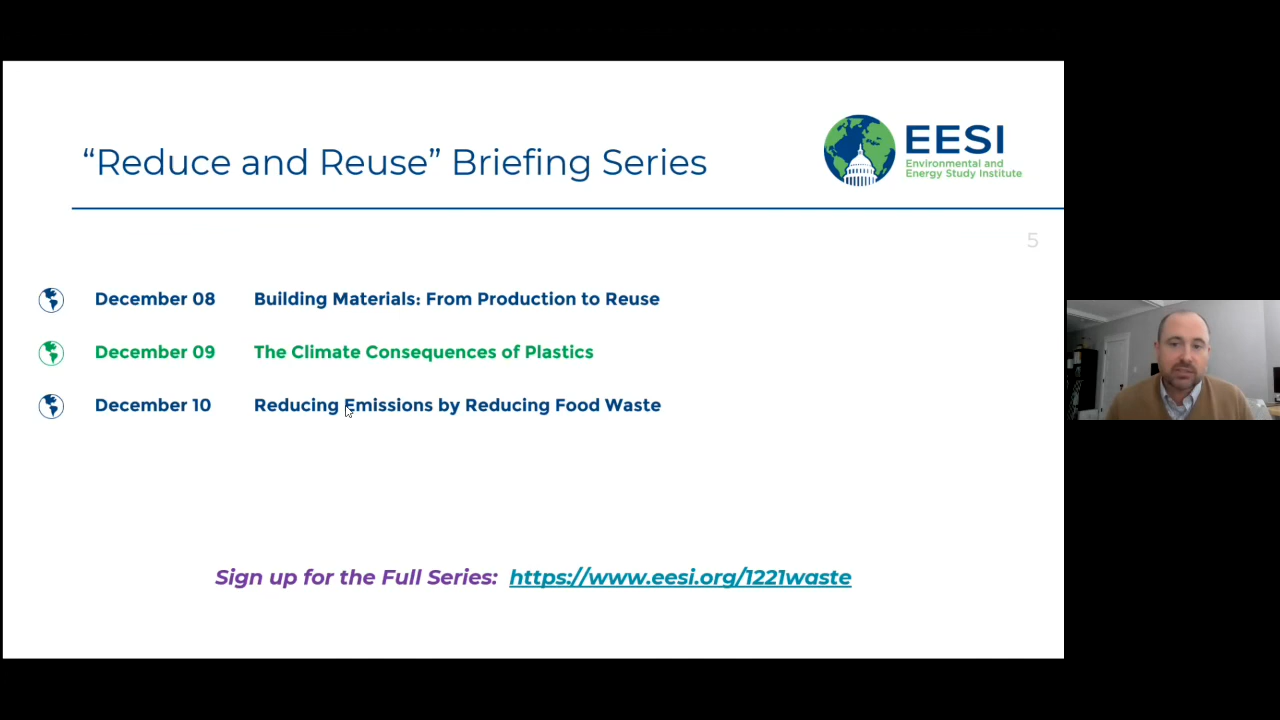 “Reduce and Reuse” Briefing Series
EESI
Environmental and
Energy Study Institute
5
December 08 Building Materials: From Production to Reuse
December 09 The Climate Consequences of Plastics
December 10 Reducing Emissions by Reducing Food Waste
Sign up for the Full Series: https://www.eesi.org/1221waste